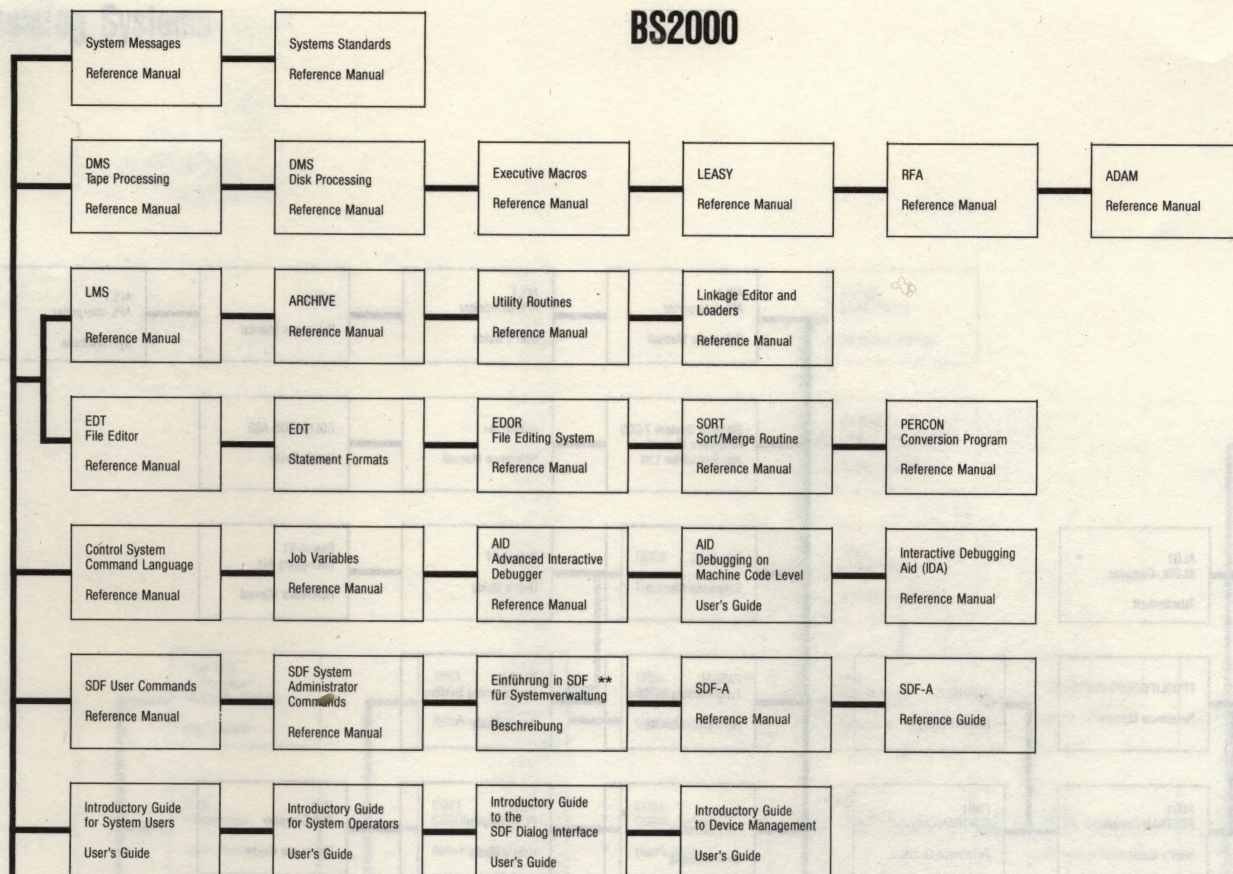 BS2000
System Messages
Reference Manual
Systems Standards
Reference Manual
DMS
Tape Processing
Reference Manual
DMS
Disk Processing
Reference Manual
Executive Macros
Reference Manual
LEASY
Reference Manual
RFA
Reference Manual
ADAM
Reference Manual
LMS
Reference Manual
ARCHIVE
Reference Manual
Utility Routines
Reference Manual
Linkage Editor and
Loaders
Reference Manual
EDT
File Editor
Reference Manual
EDT
Statement Formats
EDOR
File Editing System
Reference Manual
SORT
Sort/Merge Routine
Reference Manual
PERCON
Conversion Program
Reference Manual
Control System
Command Language
Reference Manual
Job Variables
Reference Manual
AID
Advanced Interactive
Debugger
Reference Manual
AID
Debugging on
Machine Code Level
User's Guide
Interactive Debugging
Aid (IDA)
Reference Manual
SDF User Commands
Reference Manual
SDF System
Administrator
Commands
Reference Manual
Einführung in SDF **
für Systemverwaltung
Beschreibung
SDF-A
Reference Manual
SDF-A
Reference Guide
Introductory Guide
for System Users
User's Guide
Introductory Guide
for System Operators
User's Guide
Introductory Guide
to the
SDF Dialog Interface
User's Guide
Introductory Guide
to Device Management
User's Guide